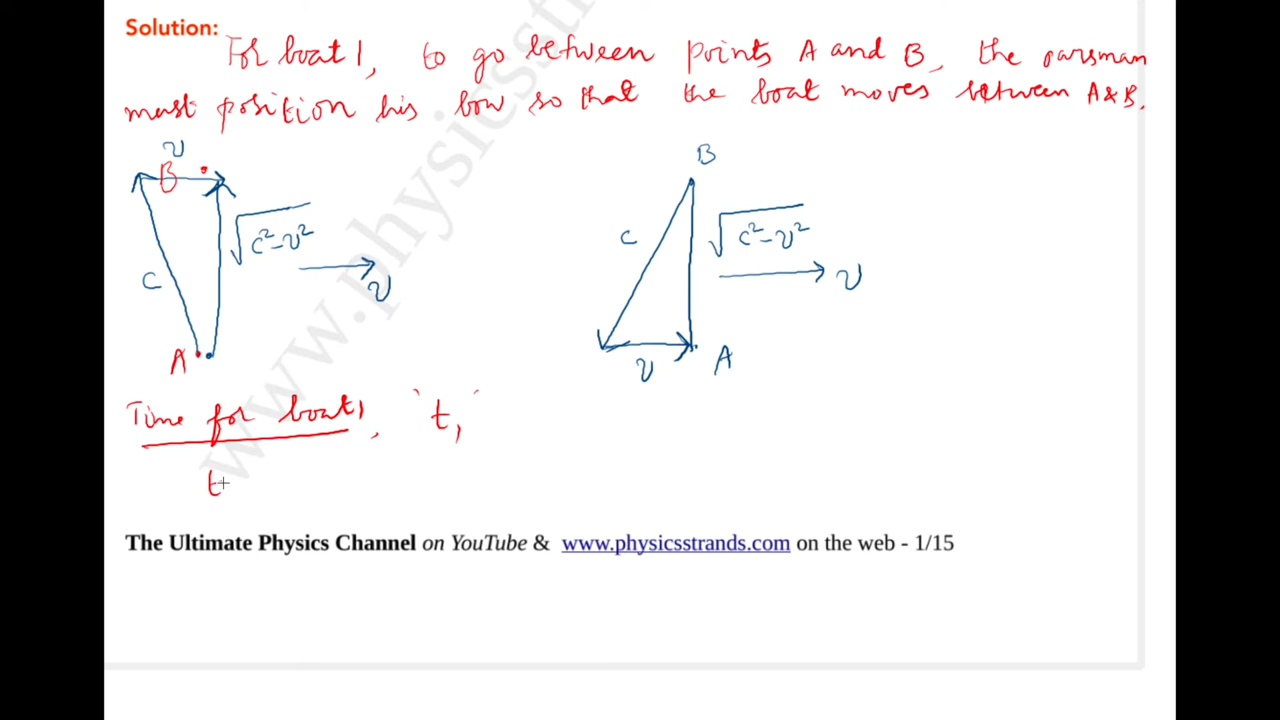 Solution:
For boat 1, to go between points A and B, the oarsman
must position his bow so that the boat moves between A & B.
v
B
√c²-v²
c
v
A
B
c
√c²-v²
v
v
A
Time for boat 1, 't₁'
t
The Ultimate Physics Channel on YouTube & www.physicsstrands.com on the web - 1/15